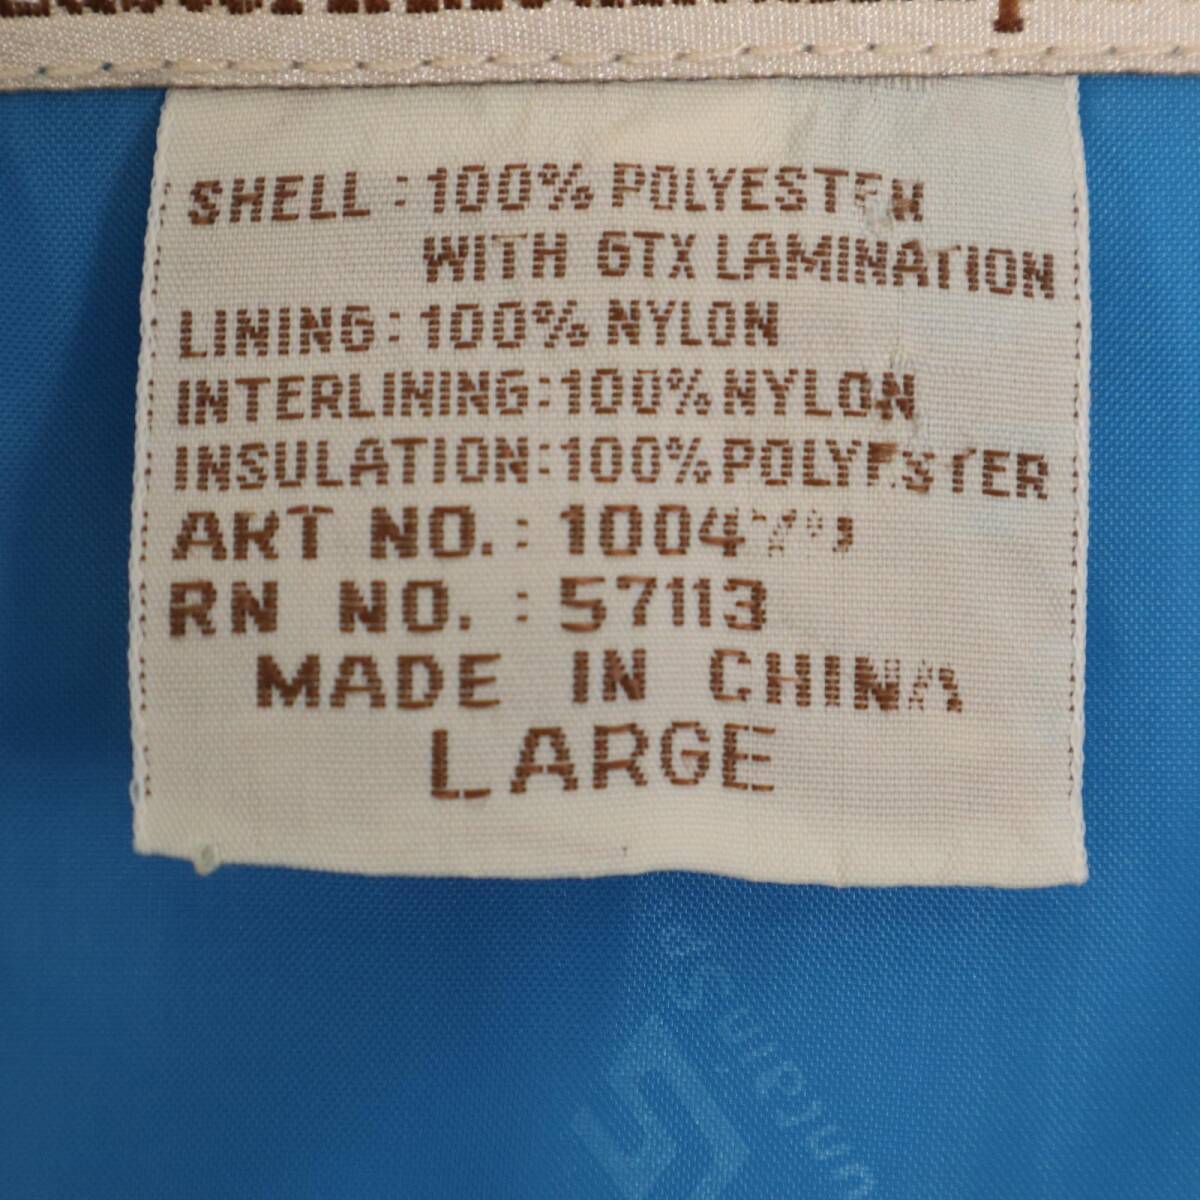 SHELL : 100% POLYESTER
WITH GTX LAMINATION
LINING : 100% NYLON
INTERLINING : 100% NYLON
INSULATION : 100% POLYESTER
ART NO. :
RN NO. : 57113
MADE IN CHINA
LARGE